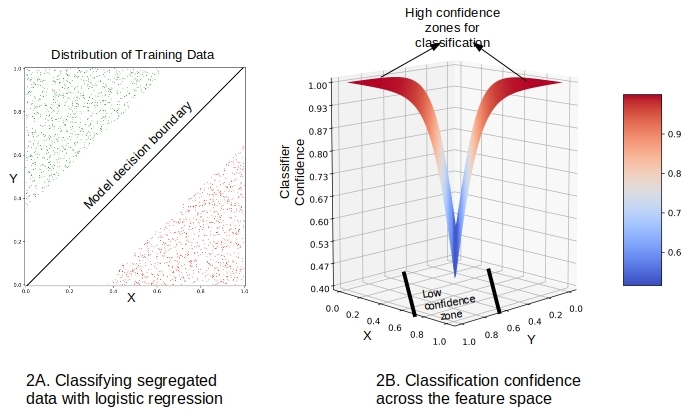 High confidence
zones for
classification
Distribution of Training Data
1.0
0.8
0.6
0.4
0.2
0.0
Y
Model decision boundary
0.0
0.2
0.4
0.6
0.8
1.0
X
Classifier
Confidence
1.00
0.93
0.87
0.80
0.73
0.67
0.60
0.53
0.47
0.40
Low
confidence
zone
0.0
0.2
0.4
0.6
0.8
1.0
X
1.0
0.8
0.6
0.4
0.2
0.0
Y
0.9
0.8
0.7
0.6
2A. Classifying segregated
data with logistic regression
2B. Classification confidence
across the feature space